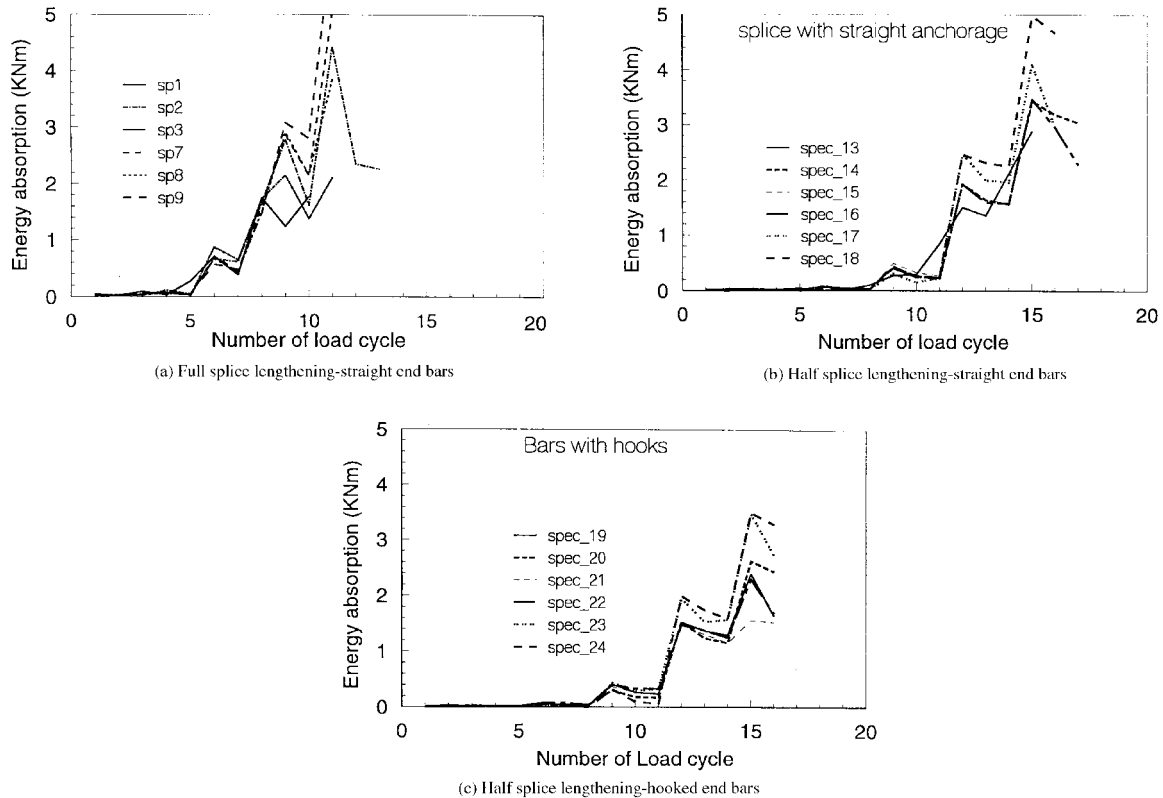 5
4
3
2
1
0
Energy absorption (KNm)
sp1
sp2
sp3
sp7
sp8
sp9
0 5 10 15 20
Number of load cycle
(a) Full splice lengthening-straight end bars
5
4
3
2
1
0
Energy absorption (KNm)
splice with straight anchorage
spec_13
spec_14
spec_15
spec_16
spec_17
spec_18
0 5 10 15 20
Number of load cycle
(b) Half splice lengthening-straight end bars
5
4
3
2
1
0
Energy absorption (KNm)
Bars with hooks
spec_19
spec_20
spec_21
spec_22
spec_23
spec_24
0 5 10 15 20
Number of Load cycle
(c) Half splice lengthening-hooked end bars